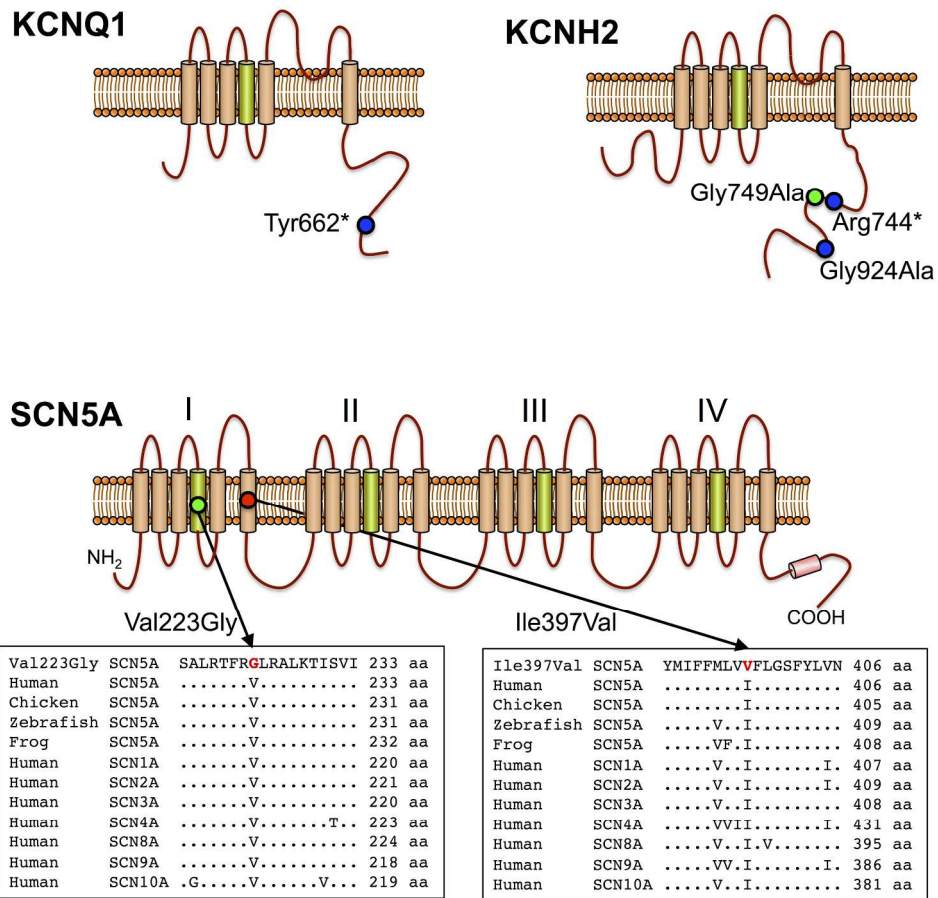 KCNQ1
KCNH2
Tyr662*
Gly749Ala
Arg744*
Gly924Ala
SCN5A
I
II
III
IV
NH2
COOH
Val223Gly
Ile397Val
Val223Gly SCN5A SALRTFRGLRALKTISVI 233 aa
Human SCN5A .......V.......... 233 aa
Chicken SCN5A .......V.......... 231 aa
Zebrafish SCN5A .......V.......... 231 aa
Frog SCN5A .......V.......... 232 aa
Human SCN1A .......V.......... 220 aa
Human SCN2A .......V.......... 221 aa
Human SCN3A .......V.......... 220 aa
Human SCN4A .......V.......T.. 223 aa
Human SCN8A .......V.......... 224 aa
Human SCN9A .......V.......... 218 aa
Human SCN10A .G.....V......V... 219 aa
Ile397Val SCN5A YMIFFMLVVFLGSFYLVN 406 aa
Human SCN5A ........I......... 406 aa
Chicken SCN5A ........I......... 405 aa
Zebrafish SCN5A .....V..I......... 409 aa
Frog SCN5A .....VF.I......... 408 aa
Human SCN1A .....V..I.......I. 407 aa
Human SCN2A .....V..I.......I. 409 aa
Human SCN3A .....V..I......... 408 aa
Human SCN4A .....VVII.......I. 431 aa
Human SCN8A .....V..I.V....... 395 aa
Human SCN9A .....VV.I.......I. 386 aa
Human SCN10A .....V..I......... 381 aa